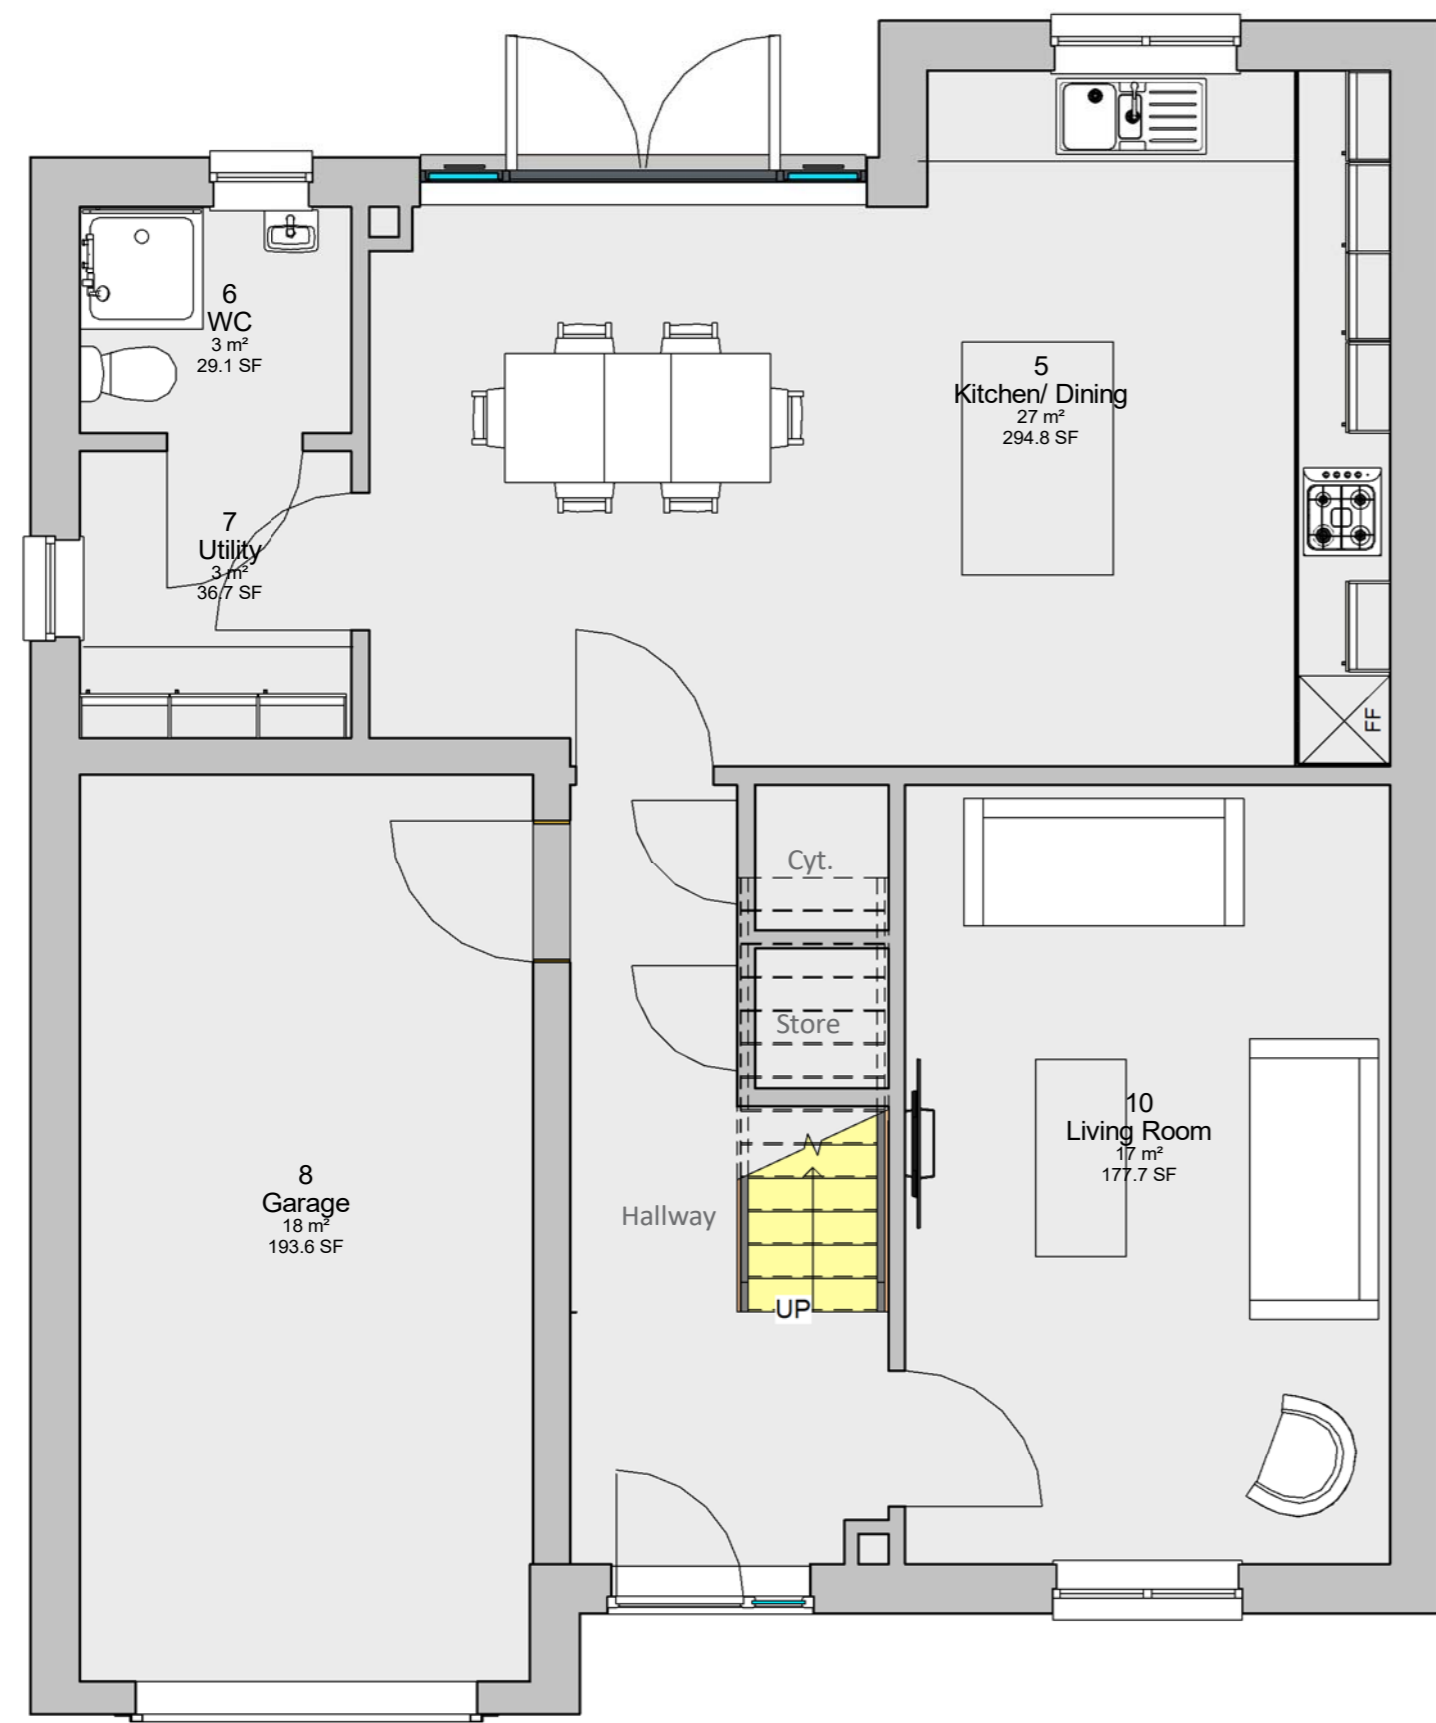 6
WC
3 m²
29.1 SF
5
Kitchen/ Dining
27 m²
294.8 SF
7
Utility
3 m²
36.7 SF
FF
Cyt.
Store
10
Living Room
17 m²
177.7 SF
8
Garage
18 m²
193.6 SF
Hallway
UP